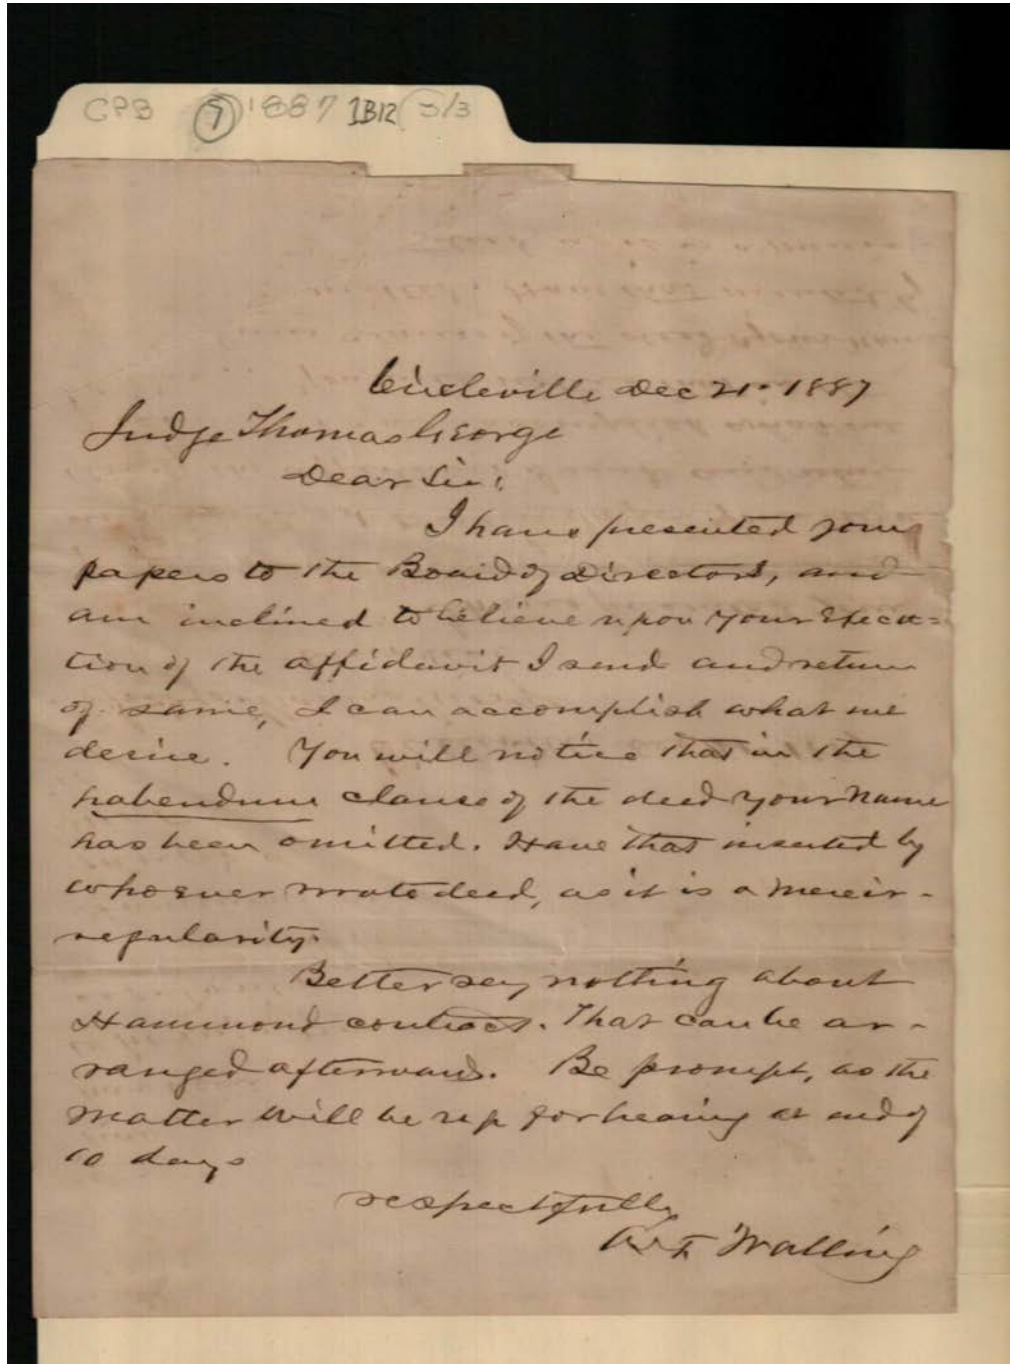 CPB 7 1887 1B12 3/3
Circleville Dec 21 - 1887
Judge Thomas George
Dear Sir:
I have presented your
papers to the Board of Directors, and
am inclined to believe upon your Execu=
tion of the affidavit I send and return
of same, I can accomplish what we
desire. You will notice that in the
habendum clause of the deed your name
has been omitted. Have that inserted by
whoever wrote deed, as it is a mere ir-
regularity.
Better say nothing about
Hammond contract. That can be ar-
ranged afterwards. Be prompt, as the
matter will be up for hearing at end of
10 days
respectfully
Walling